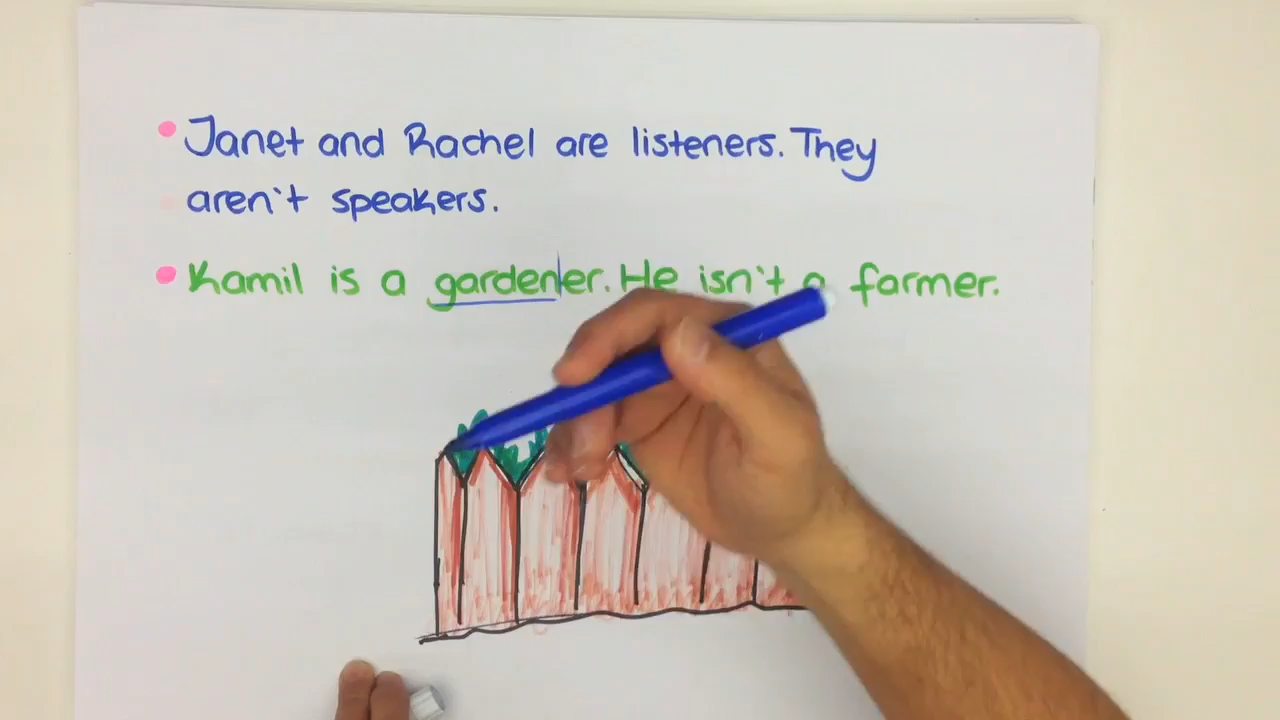 Janet and Rachel are listeners. They
aren't speakers.
Kamil is a gardener. He isn't a farmer.